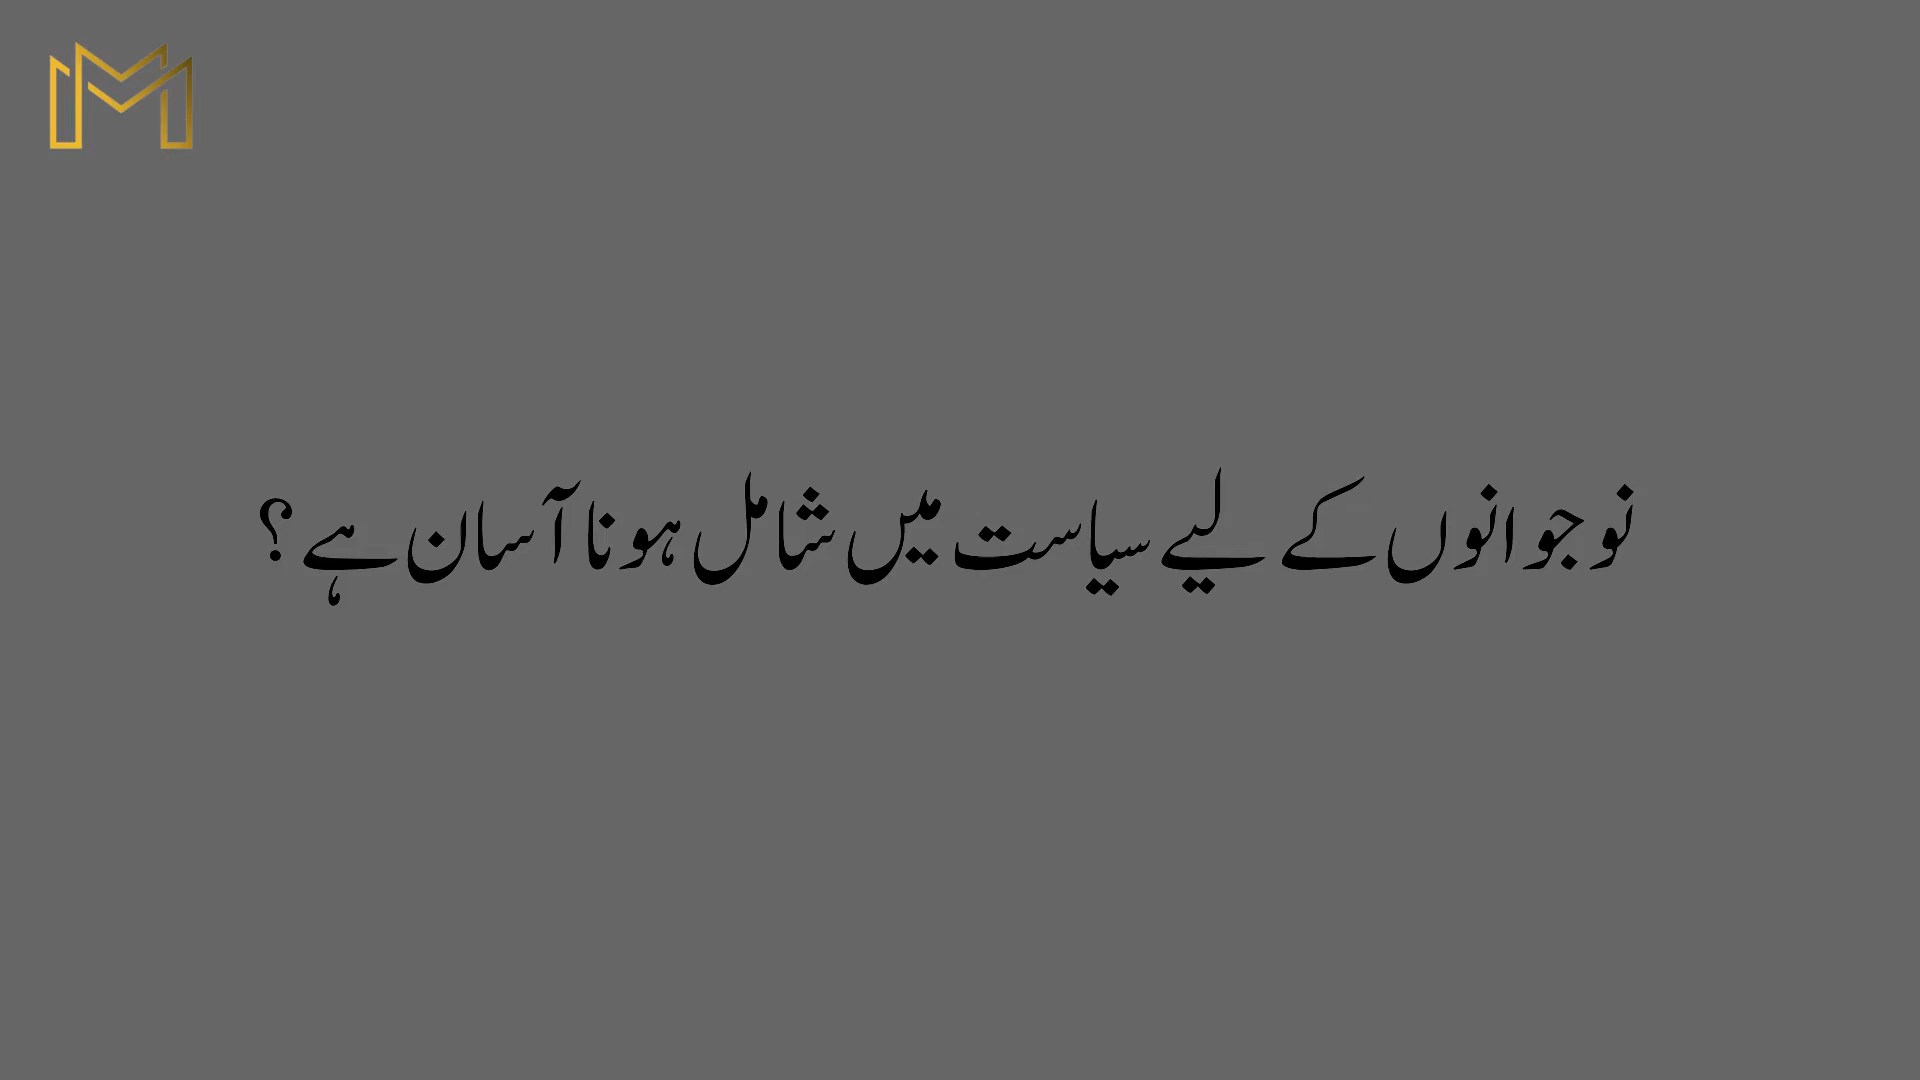 نوجوانوں کے لیے سیاست میں شامل ہونا آسان ہے؟